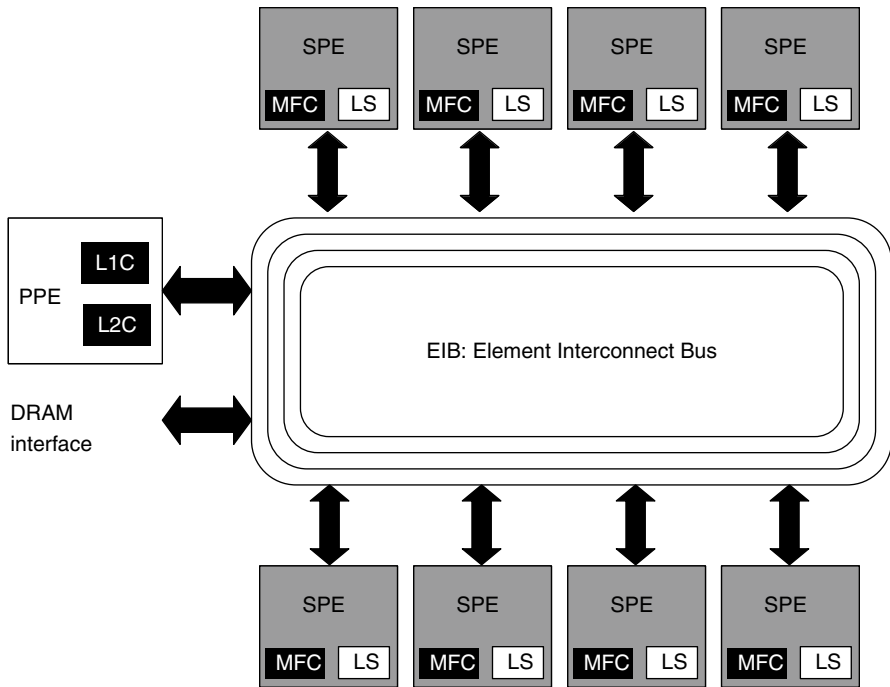 SPE SPE SPE SPE
MFC LS MFC LS MFC LS MFC LS
L1C
PPE
L2C
EIB: Element Interconnect Bus
DRAM
interface
SPE SPE SPE SPE
MFC LS MFC LS MFC LS MFC LS